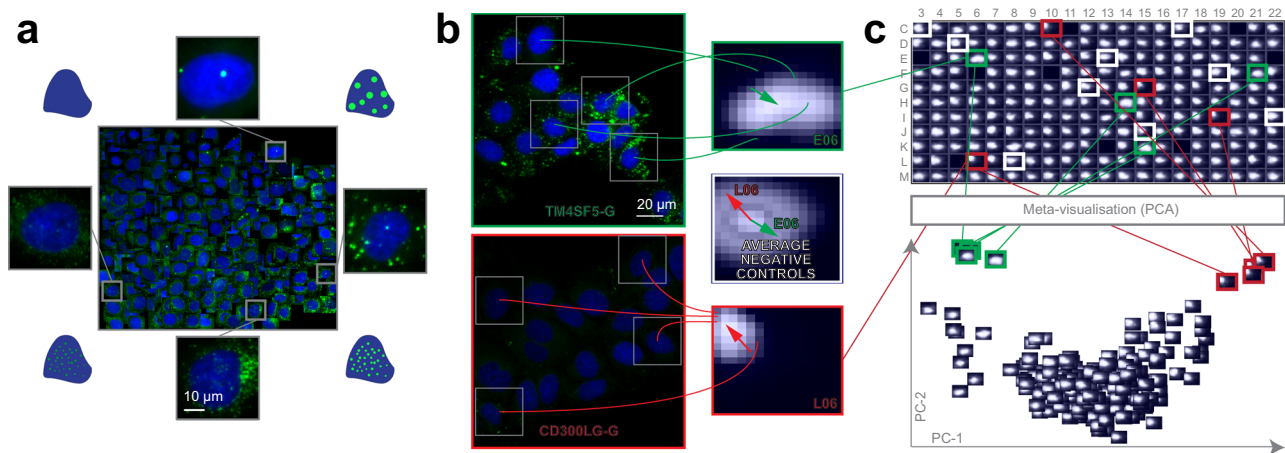 a
10 µm
b
TM4SF5-G
20 µm
CD300LG-G
E06
L06
E06
AVERAGE
NEGATIVE
CONTROLS
L06
c
3 4 5 6 7 8 9 10 11 12 13 14 15 16 17 18 19 20 21 22
C
D
E
F
G
H
I
J
K
L
M
Meta-visualisation (PCA)
PC-2
PC-1